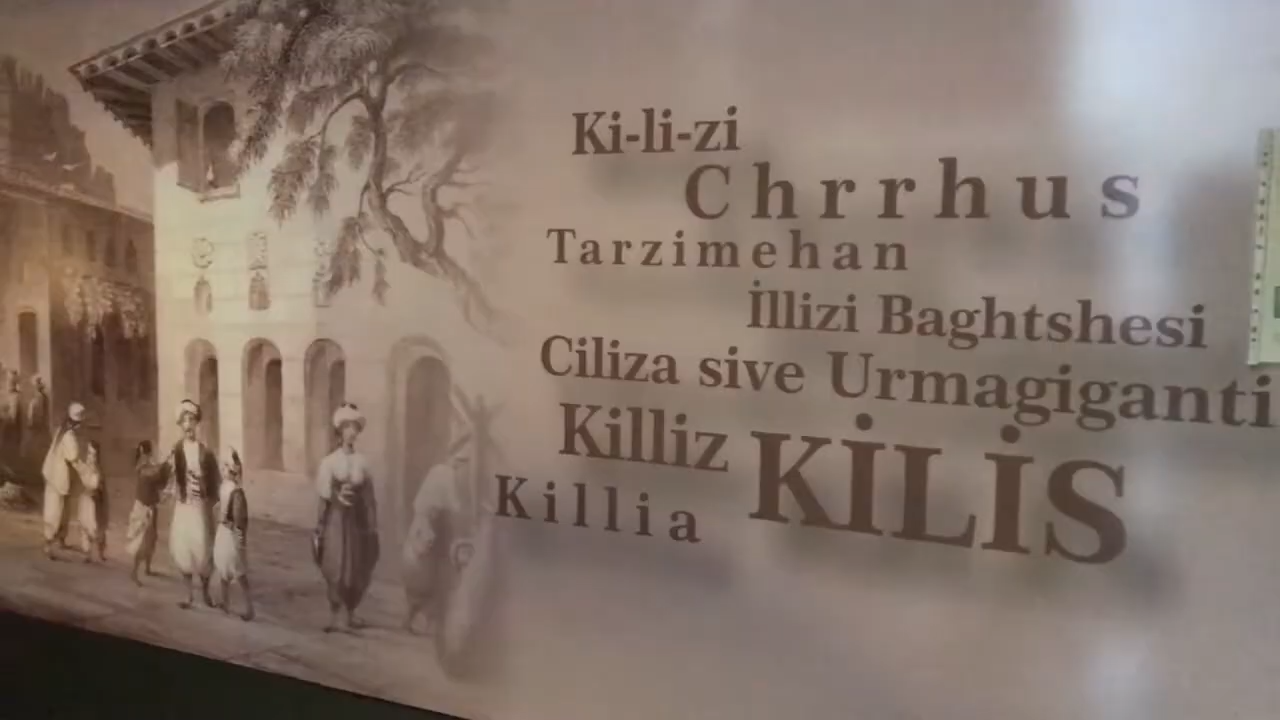 Ki-li-zi
Chrrhus
Tarzimehan
İllizi Baghtshesi
Ciliza sive Urmagiganti
Killiz KİLİS
Killia